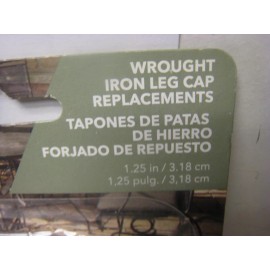 WROUGHT
IRON LEG CAP
REPLACEMENTS
TAPONES DE PATAS
DE HIERRO
FORJADO DE REPUESTO
1.25 in / 3.18 cm
1,25 pulg. / 3,18 cm